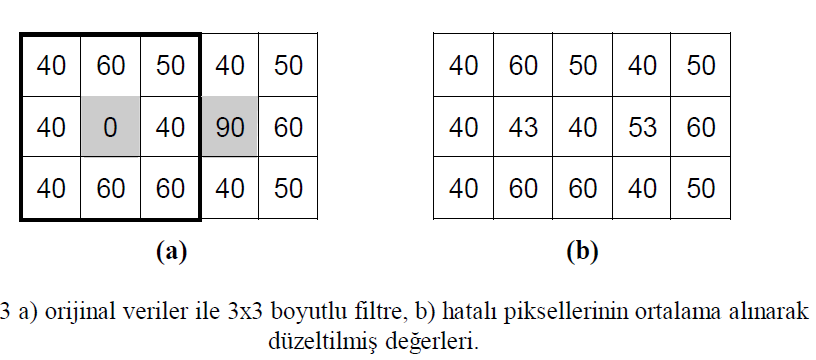 40 60 50 40 50 40 60 50 40 50
40 0 40 90 60 40 43 40 53 60
40 60 60 40 50 40 60 60 40 50
(a) (b)
3 a) orijinal veriler ile 3x3 boyutlu filtre, b) hatalı piksellerinin ortalama alınarak
düzeltilmiş değerleri.